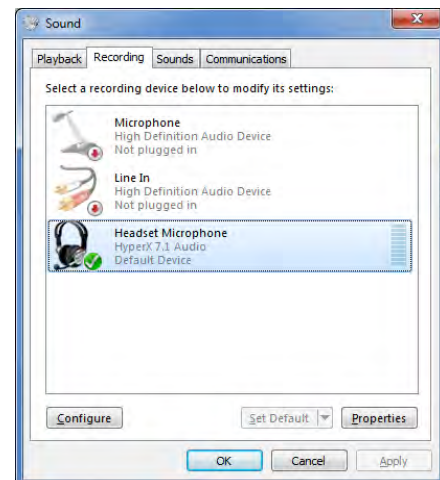 Sound
Playback Recording Sounds Communications
Select a recording device below to modify its settings:
Microphone
High Definition Audio Device
Not plugged in
Line In
High Definition Audio Device
Not plugged in
Headset Microphone
HyperX 7.1 Audio
Default Device
Configure Set Default Properties
OK Cancel Apply